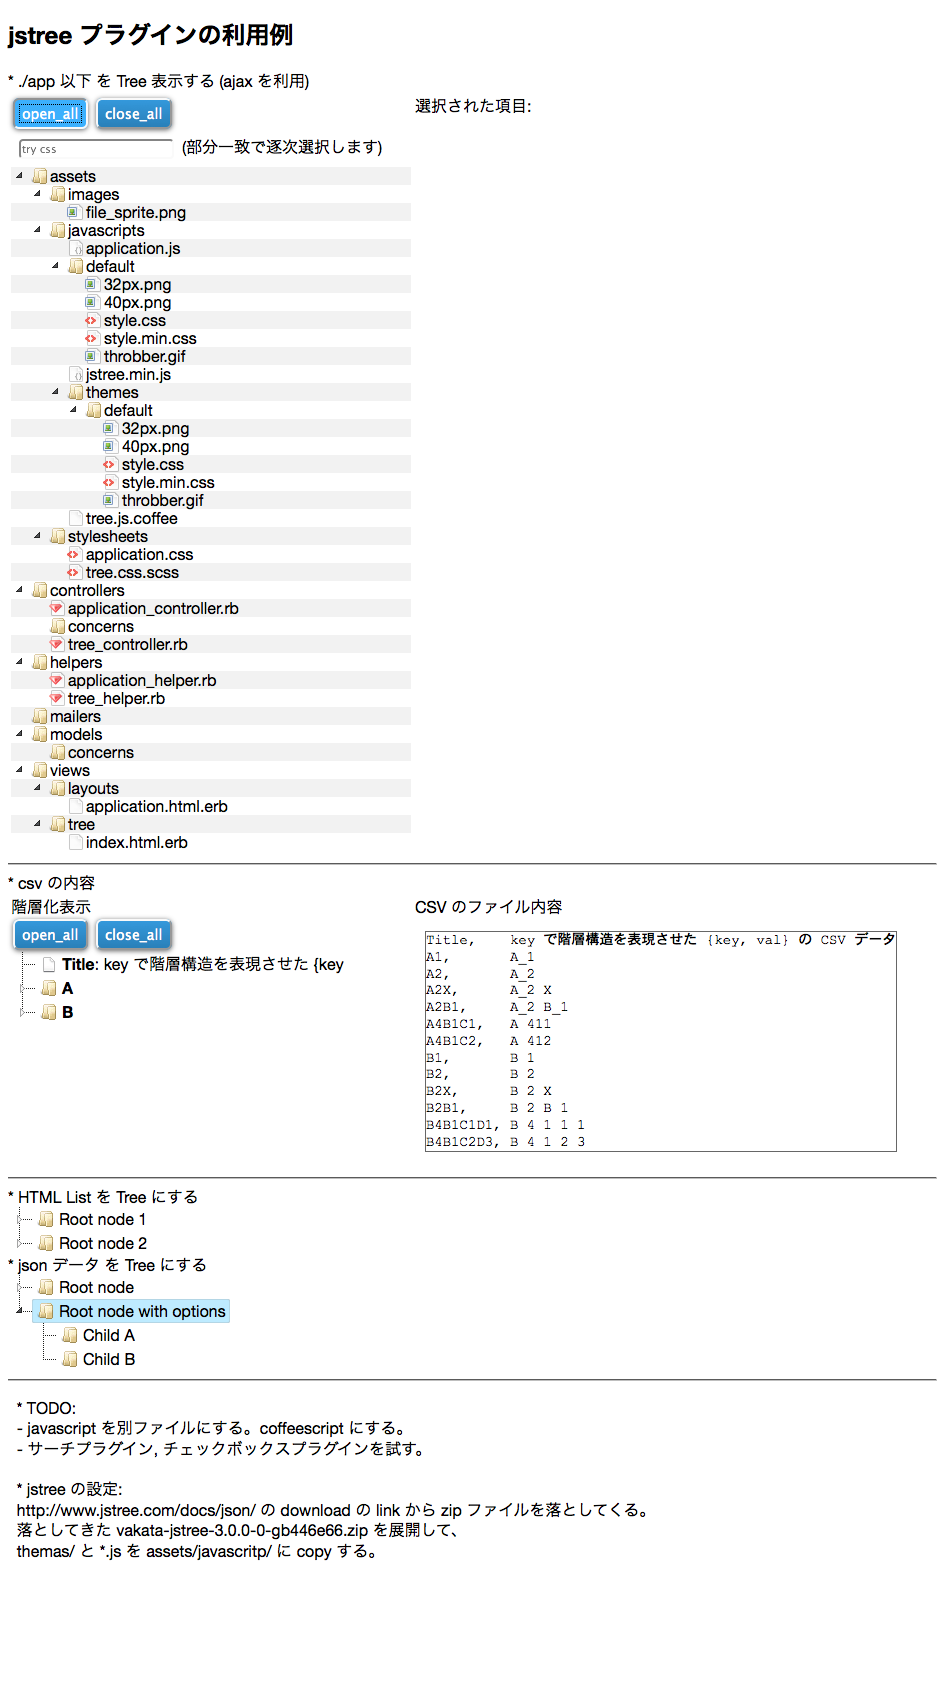 jstree プラグインの利用例
* ./app 以下 を Tree 表示する (ajax を利用)
open_all close_all
選択された項目:
try css (部分一致で逐次選択します)
assets
images
file_sprite.png
javascripts
application.js
default
32px.png
40px.png
style.css
style.min.css
throbber.gif
jstree.min.js
themes
default
32px.png
40px.png
style.css
style.min.css
throbber.gif
tree.js.coffee
stylesheets
application.css
tree.css.scss
controllers
application_controller.rb
concerns
tree_controller.rb
helpers
application_helper.rb
tree_helper.rb
mailers
models
concerns
views
layouts
application.html.erb
tree
index.html.erb
* csv の内容
階層化表示
open_all close_all
Title: key で階層構造を表現させた {key
A
B
CSV のファイル内容
Title,    key で階層構造を表現させた {key, val} の CSV データ
A1,       A_1
A2,       A_2
A2X,      A_2 X
A2B1,     A_2 B_1
A4B1C1,   A 411
A4B1C2,   A 412
B1,       B 1
B2,       B 2
B2X,      B 2 X
B2B1,     B 2 B 1
B4B1C1D1, B 4 1 1 1
B4B1C2D3, B 4 1 2 3
* HTML List を Tree にする
Root node 1
Root node 2
* json データ を Tree にする
Root node
Root node with options
Child A
Child B
* TODO:
- javascript を別ファイルにする。coffeescript にする。
- サーチプラグイン, チェックボックスプラグインを試す。
* jstree の設定:
http://www.jstree.com/docs/json/ の download の link から zip ファイルを落としてくる。
落としてきた vakata-jstree-3.0.0-0-gb446e66.zip を展開して、
themas/ と *.js を assets/javascritp/ に copy する。